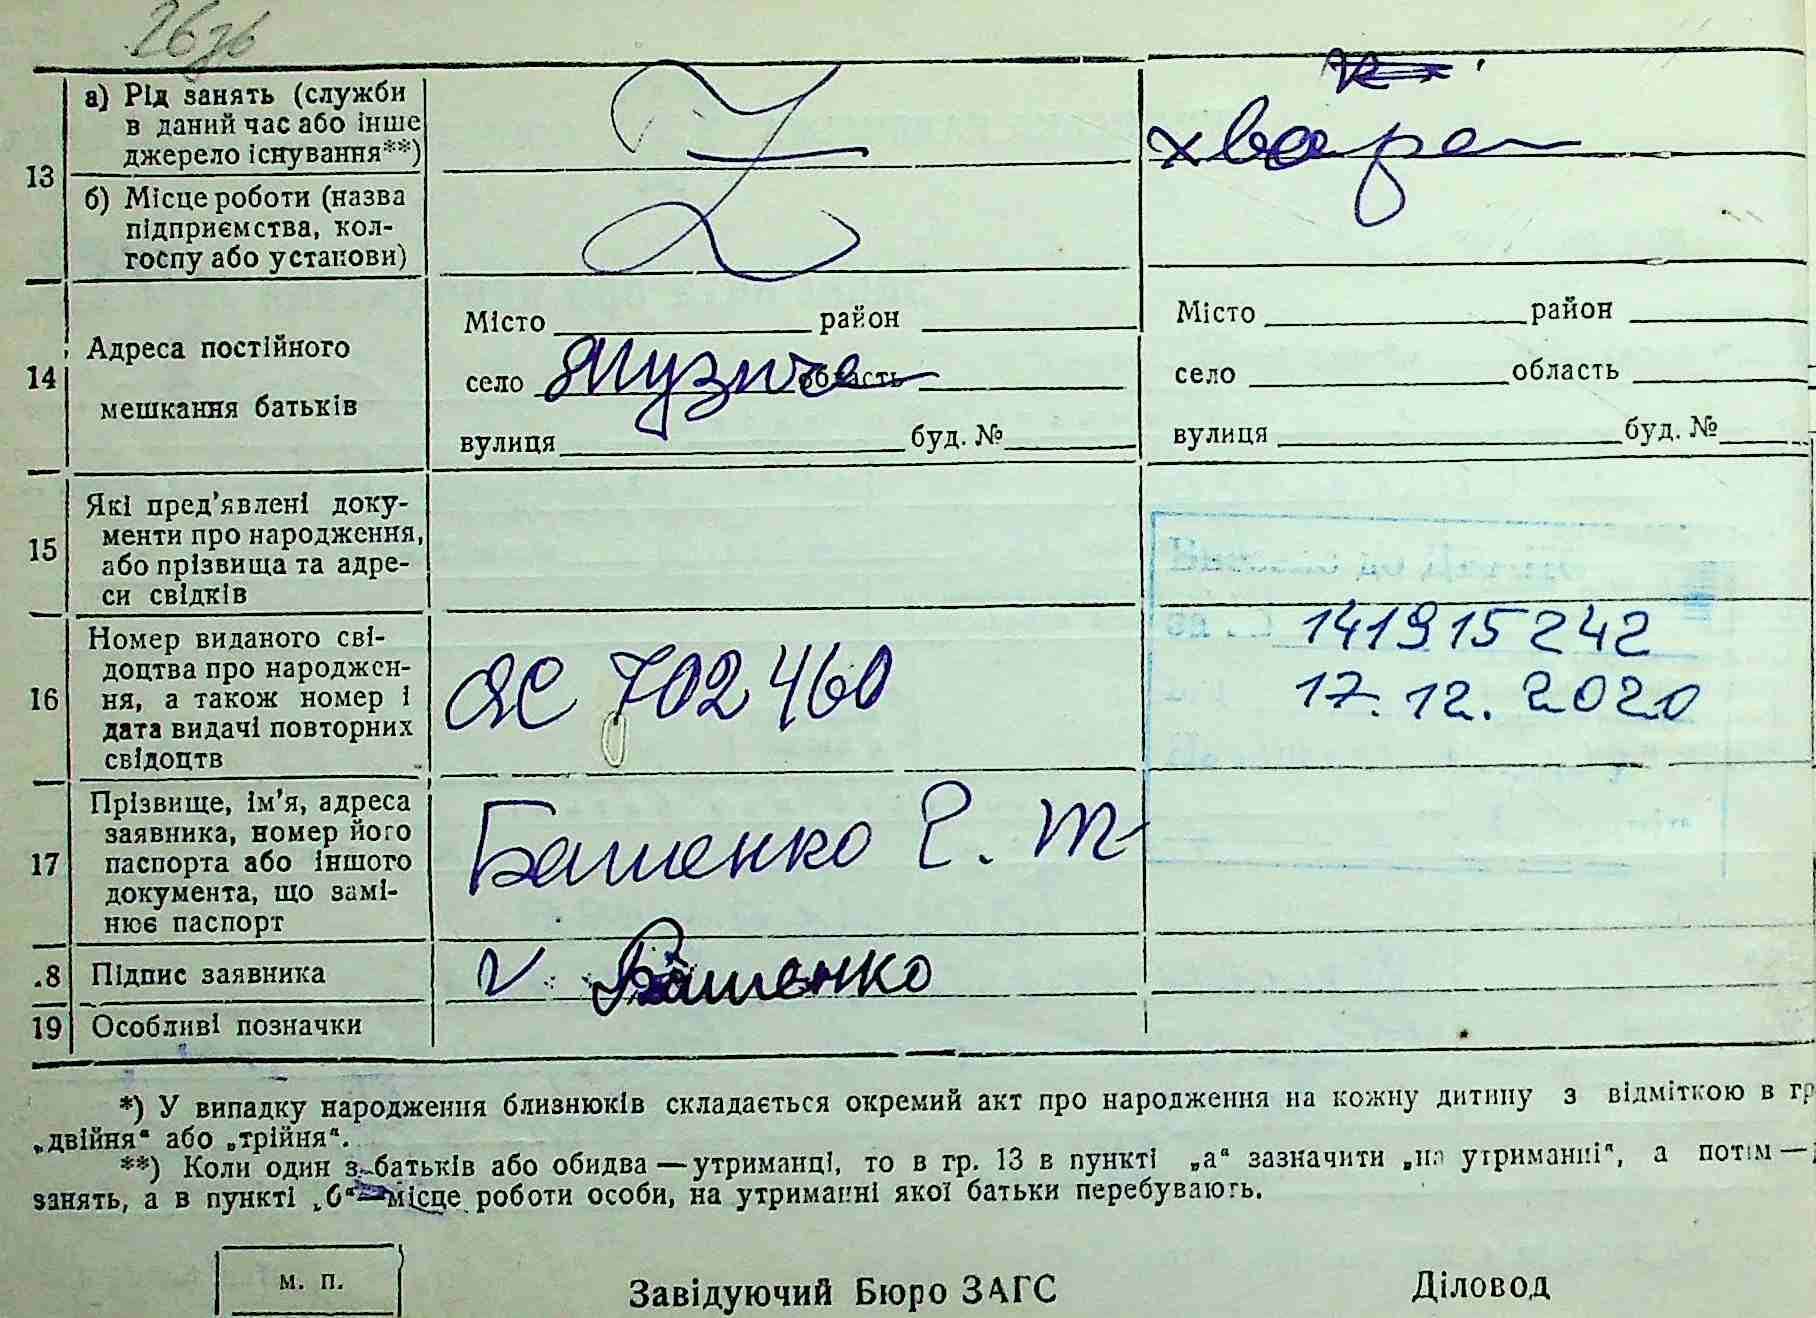 13 а) Рід занять (служби
в даний час або інше
джерело існування**)
хвора
б) Місце роботи (назва
підприємства, кол-
госпу або установи)
14 Адреса постійного
мешкання батьків
Місто район
село Музичі область
вулиця буд. №
Місто район
село область
вулиця буд. №
15 Які пред'явлені доку-
менти про народження,
або прізвища та адре-
си свідків
16 Номер виданого сві-
доцтва про народжен-
ня, а також номер і
дата видачі повторних
свідоцтв
702460
141915242
17.12.2020
17 Прізвище, ім'я, адреса
заявника, номер його
паспорта або іншого
документа, що замі-
нює паспорт
Башенко Є. М
.8 Підпис заявника
V Башенко
19 Особливі позначки
*) У випадку народження близнюків складається окремий акт про народження на кожну дитину з відміткою в гр
„двійня" або „трійня".
**) Коли один з батьків або обидва — утриманці, то в гр. 13 в пункті „а" зазначити „на утриманні", а потім —
занять, а в пункті „б" — місце роботи особи, на утриманні якої батьки перебувають.
м. п.
Завідуючий Бюро ЗАГС
Діловод